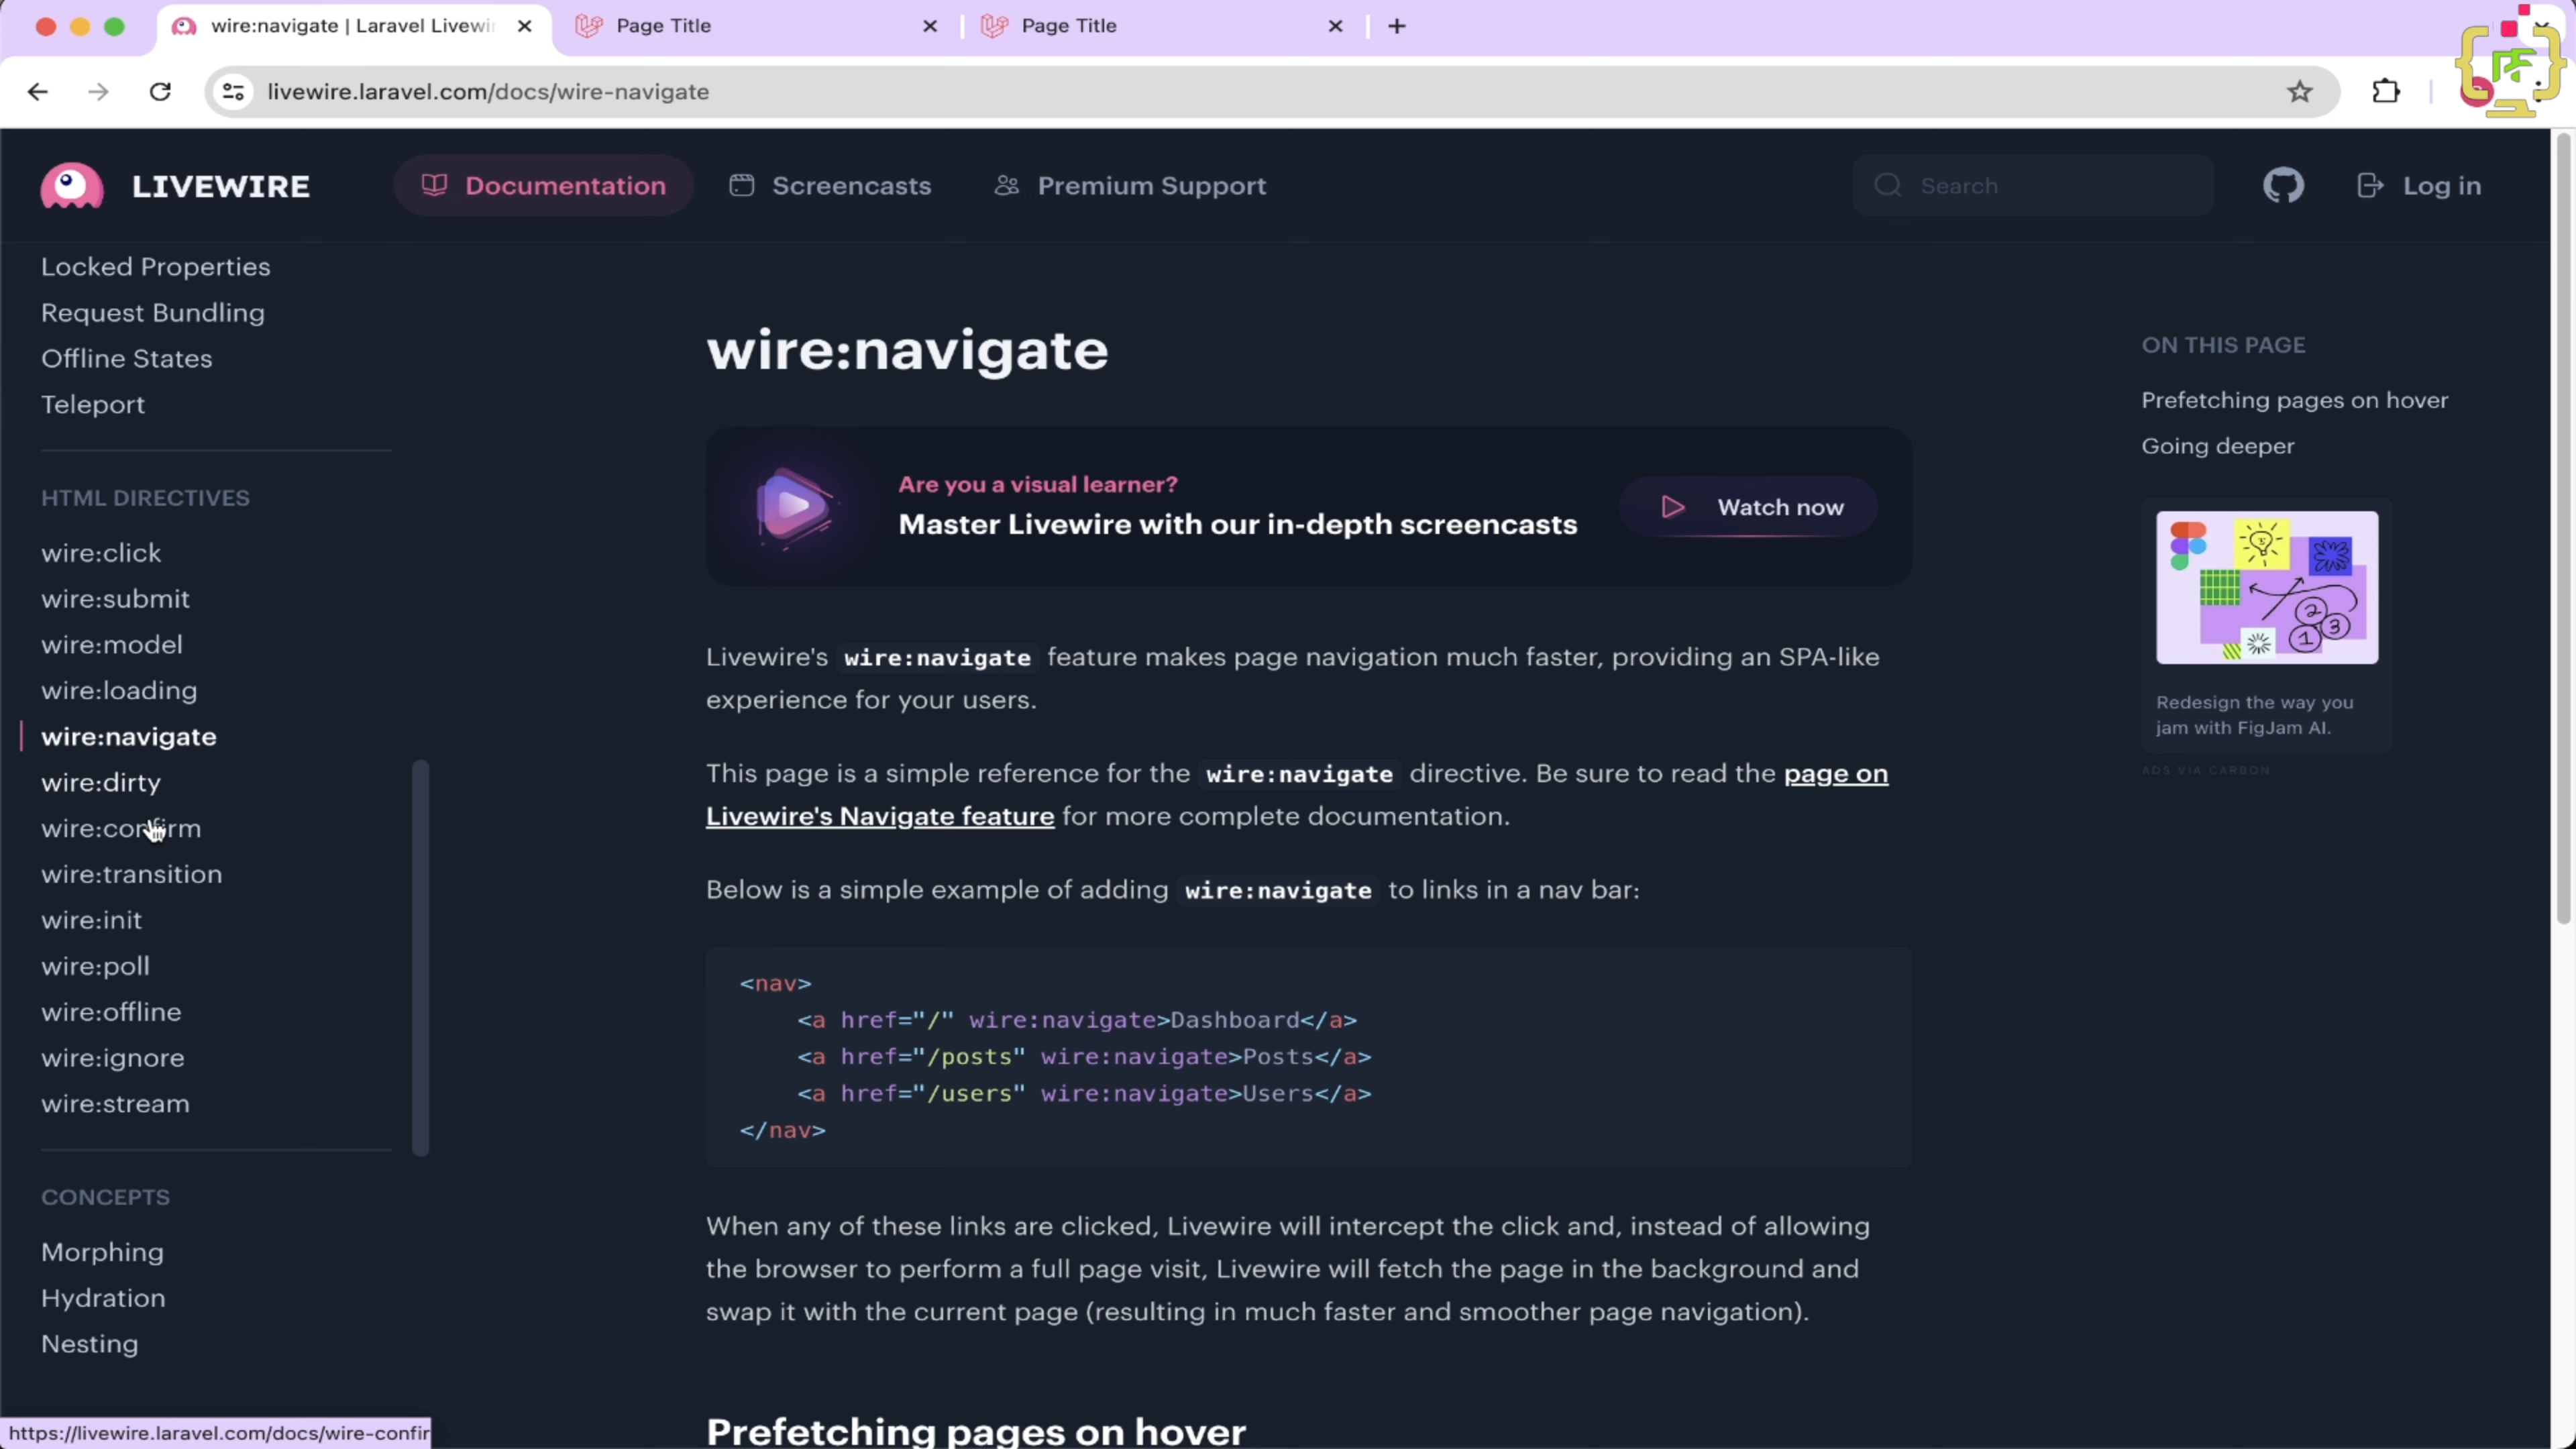 wire:navigate | Laravel Livewi
Page Title
Page Title
livewire.laravel.com/docs/wire-navigate
LIVEWIRE
Documentation
Screencasts
Premium Support
Search
Log in
Locked Properties
Request Bundling
Offline States
Teleport
HTML DIRECTIVES
wire:click
wire:submit
wire:model
wire:loading
wire:navigate
wire:dirty
wire:confirm
wire:transition
wire:init
wire:poll
wire:offline
wire:ignore
wire:stream
CONCEPTS
Morphing
Hydration
Nesting
https://livewire.laravel.com/docs/wire-confir
wire:navigate
Are you a visual learner?
Master Livewire with our in-depth screencasts
Watch now
Livewire's wire:navigate feature makes page navigation much faster, providing an SPA-like
experience for your users.
This page is a simple reference for the wire:navigate directive. Be sure to read the page on
Livewire's Navigate feature for more complete documentation.
Below is a simple example of adding wire:navigate to links in a nav bar:
<nav>
<a href="/" wire:navigate>Dashboard</a>
<a href="/posts" wire:navigate>Posts</a>
<a href="/users" wire:navigate>Users</a>
</nav>
When any of these links are clicked, Livewire will intercept the click and, instead of allowing
the browser to perform a full page visit, Livewire will fetch the page in the background and
swap it with the current page (resulting in much faster and smoother page navigation).
Prefetching pages on hover
ON THIS PAGE
Prefetching pages on hover
Going deeper
1
2
3
Redesign the way you
jam with FigJam AI.
ADS VIA CARBON